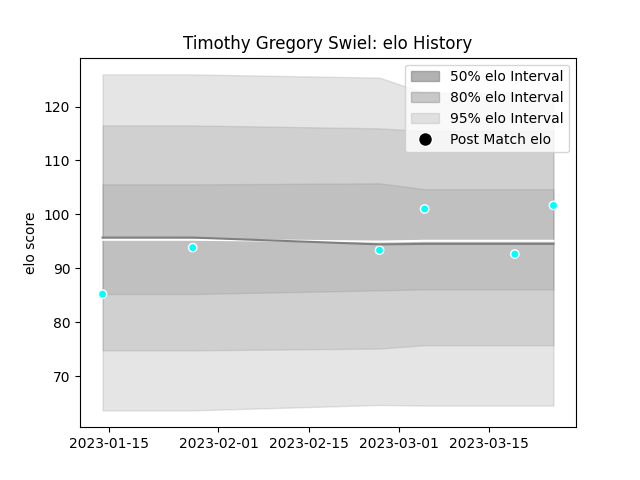 Timothy Gregory Swiel: elo History
50% elo Interval
80% elo Interval
95% elo Interval
Post Match elo
elo score
120
110
100
90
80
70
2023-01-15
2023-02-01
2023-02-15
2023-03-01
2023-03-15